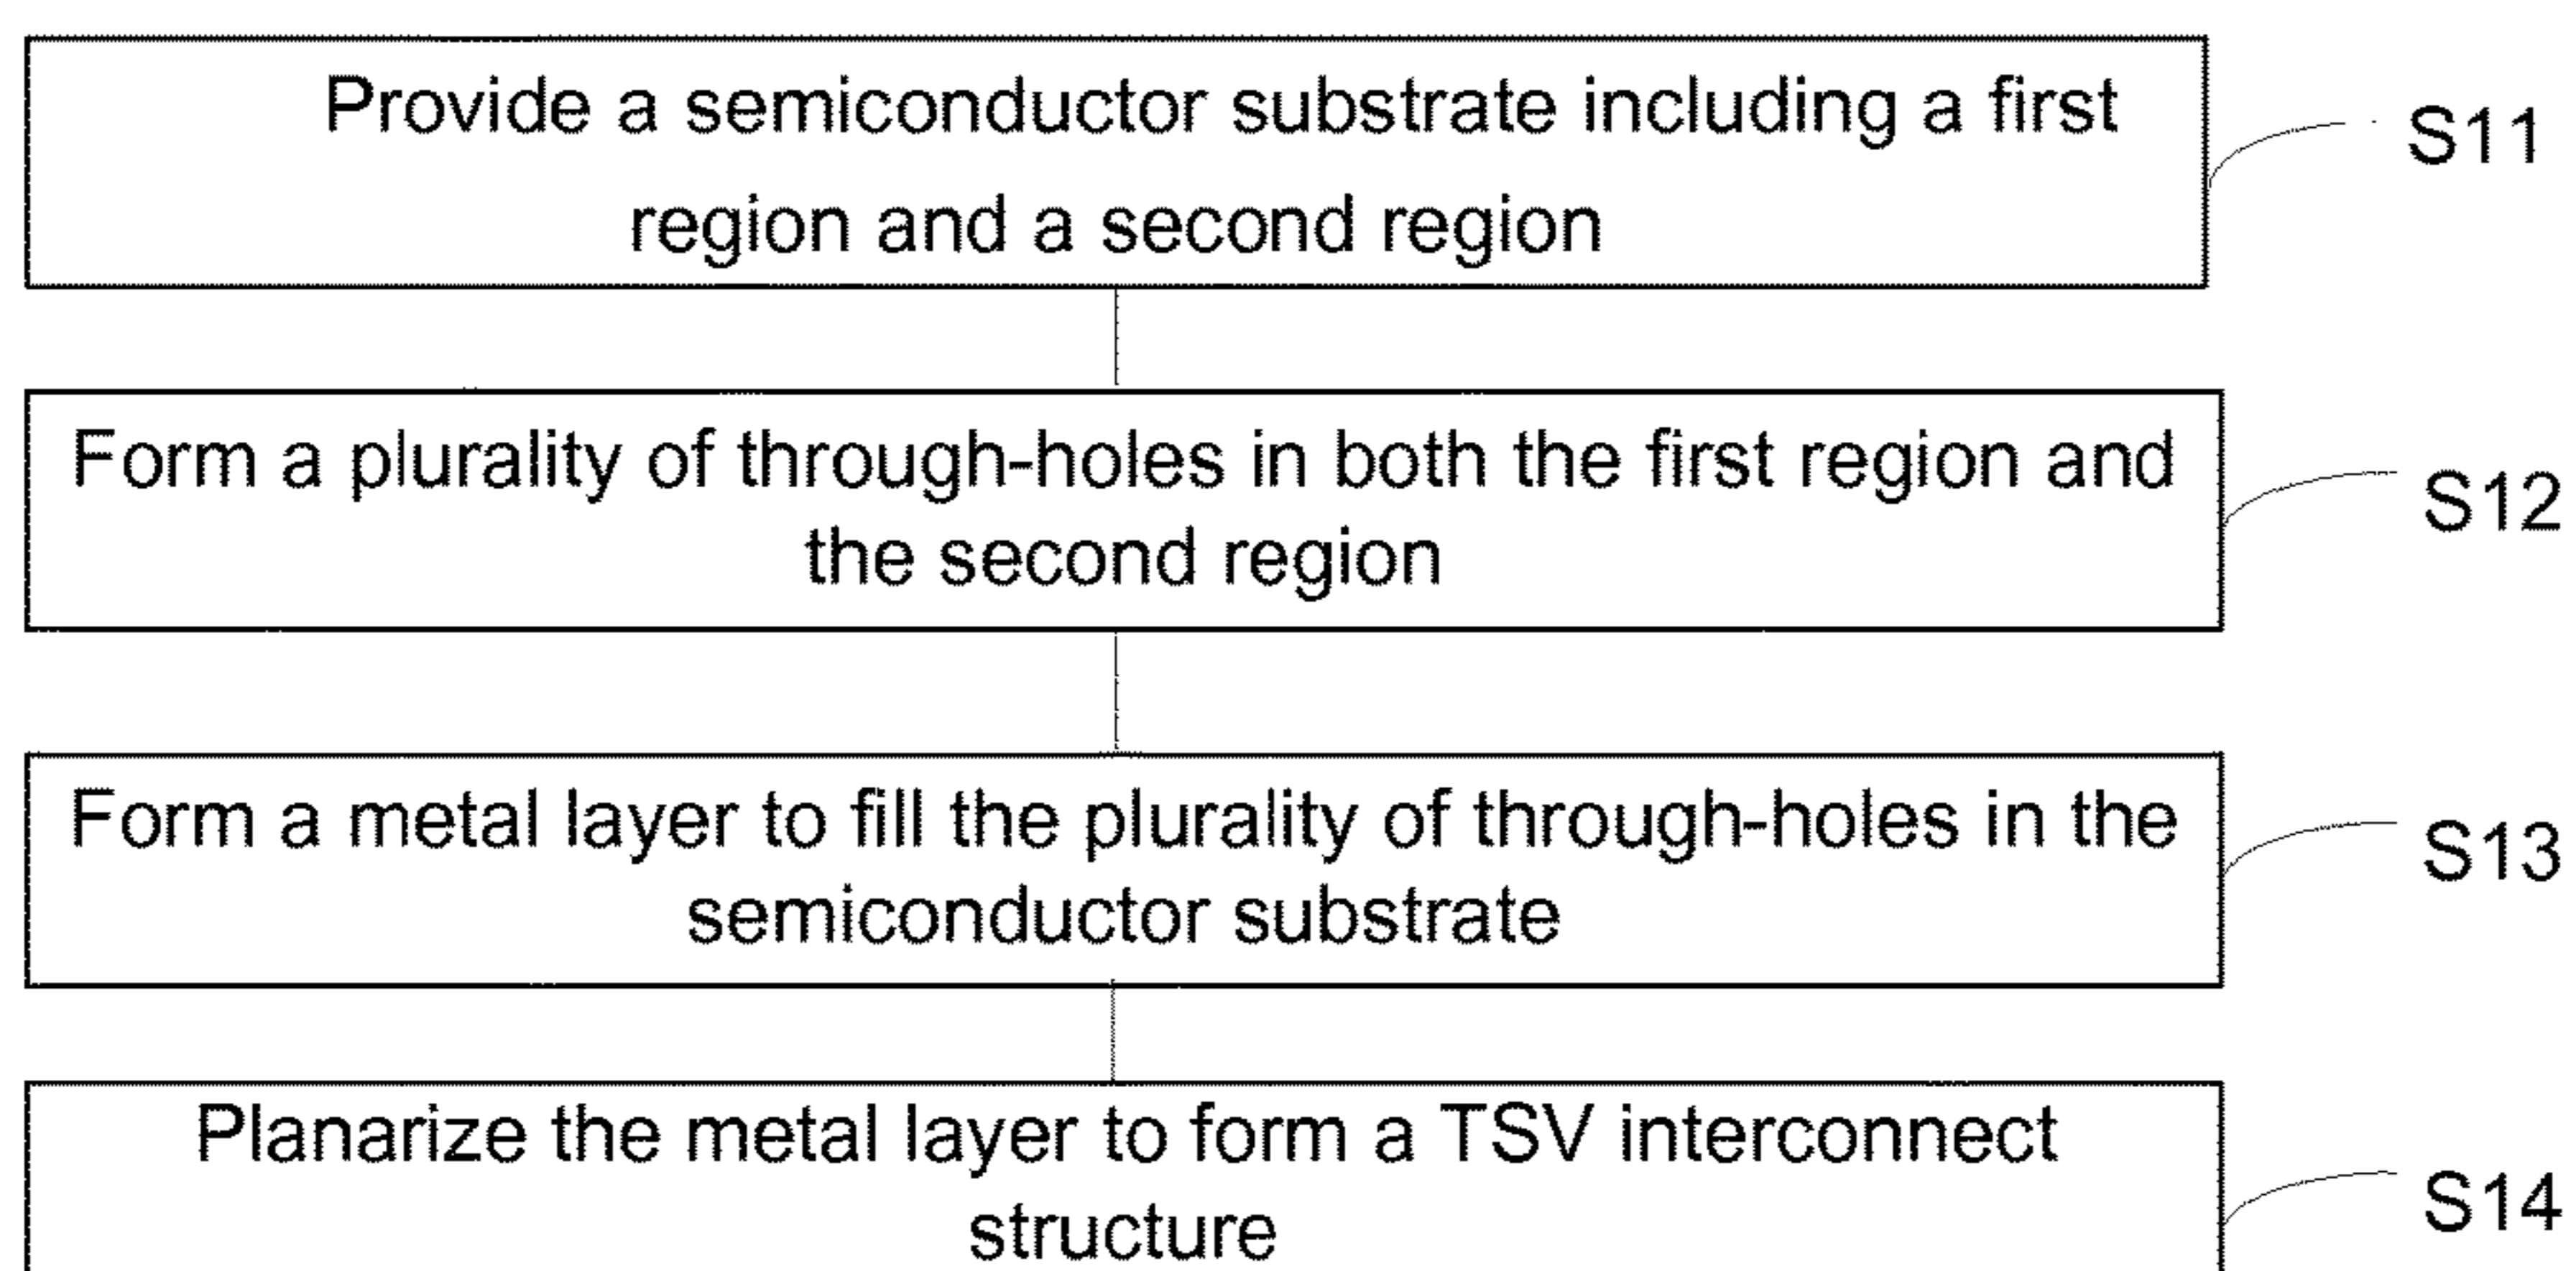 Provide a semiconductor substrate including a first
region and a second region
S11
Form a plurality of through-holes in both the first region and
the second region
S12
Form a metal layer to fill the plurality of through-holes in the
semiconductor substrate
S13
Planarize the metal layer to form a TSV interconnect
structure
S14